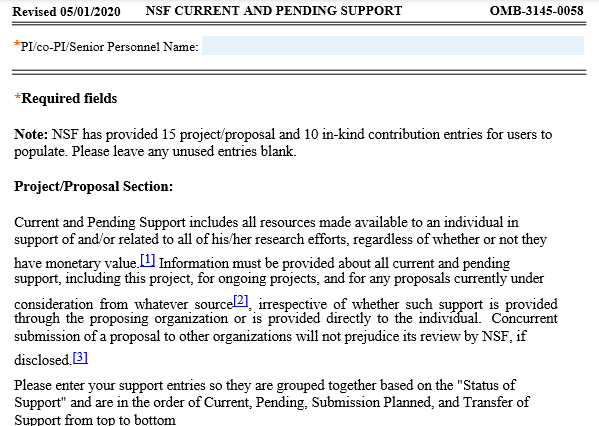 Revised 05/01/2020 NSF CURRENT AND PENDING SUPPORT OMB-3145-0058
*PI/co-PI/Senior Personnel Name:
*Required fields
Note: NSF has provided 15 project/proposal and 10 in-kind contribution entries for users to
populate. Please leave any unused entries blank.
Project/Proposal Section:
Current and Pending Support includes all resources made available to an individual in
support of and/or related to all of his/her research efforts, regardless of whether or not they
have monetary value.[1] Information must be provided about all current and pending
support, including this project, for ongoing projects, and for any proposals currently under
consideration from whatever source[2], irrespective of whether such support is provided
through the proposing organization or is provided directly to the individual. Concurrent
submission of a proposal to other organizations will not prejudice its review by NSF, if
disclosed.[3]
Please enter your support entries so they are grouped together based on the "Status of
Support" and are in the order of Current, Pending, Submission Planned, and Transfer of
Support from top to bottom